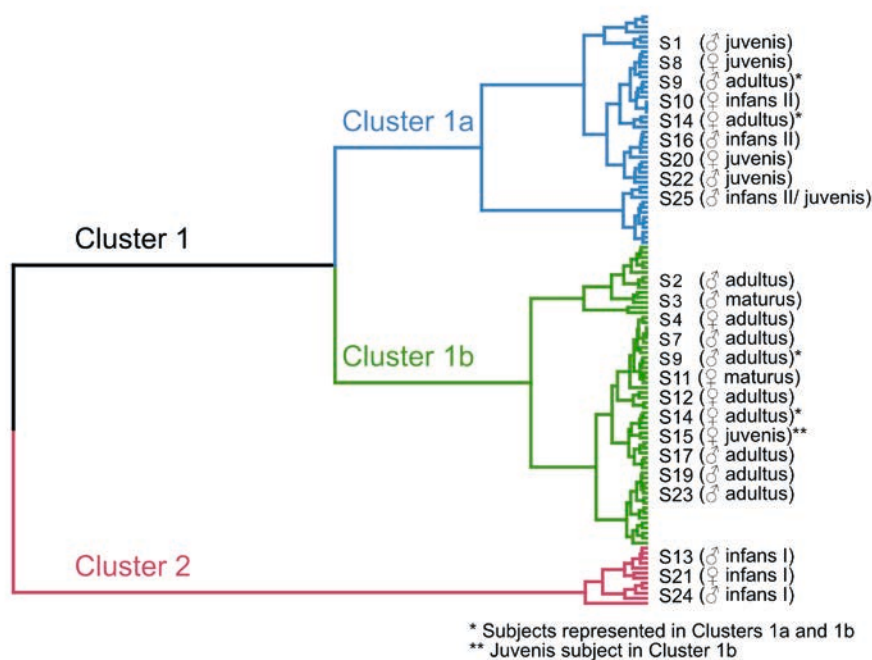 S1 (♂ juvenis)
S8 (♀ juvenis)
S9 (♂ adultus)*
S10 (♀ infans II)
Cluster 1a
S14 (♀ adultus)*
S16 (♂ infans II)
S20 (♀ juvenis)
S22 (♂ juvenis)
S25 (♂ infans II/ juvenis)
Cluster 1
S2 (♂ adultus)
S3 (♂ maturus)
S4 (♀ adultus)
S7 (♂ adultus)
Cluster 1b
S9 (♂ adultus)*
S11 (♀ maturus)
S12 (♀ adultus)
S14 (♀ adultus)*
S15 (♀ juvenis)**
S17 (♂ adultus)
S19 (♂ adultus)
S23 (♂ adultus)
Cluster 2
S13 (♂ infans I)
S21 (♀ infans I)
S24 (♂ infans I)
* Subjects represented in Clusters 1a and 1b
** Juvenis subject in Cluster 1b